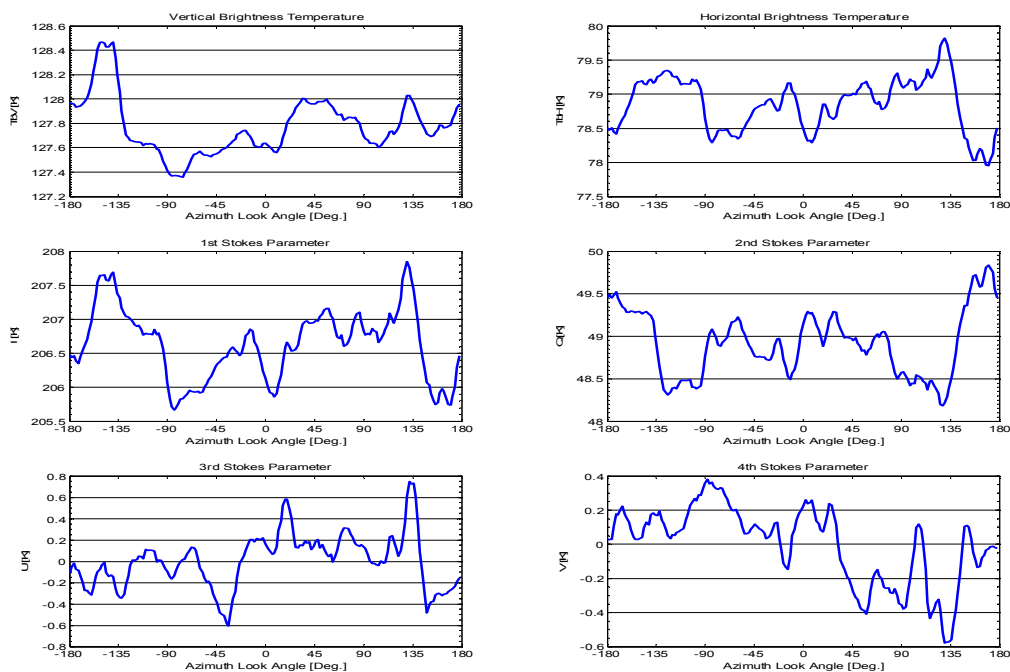 Vertical Brightness Temperature
128.6
128.4
128.2
128
127.8
127.6
127.4
127.2
-180 -135 -90 -45 0 45 90 135 180
Azimuth Look Angle [Deg.]
Horizontal Brightness Temperature
80
79.5
79
78.5
78
77.5
-180 -135 -90 -45 0 45 90 135 180
Azimuth Look Angle [Deg.]
1st Stokes Parameter
I [K]
208
207.5
207
206.5
206
205.5
-180 -135 -90 -45 0 45 90 135 180
Azimuth Look Angle [Deg.]
2nd Stokes Parameter
Q[K]
50
49.5
49
48.5
48
-180 -135 -90 -45 0 45 90 135 180
Azimuth Look Angle [Deg.]
3rd Stokes Parameter
U[K]
0.8
0.6
0.4
0.2
0
-0.2
-0.4
-0.6
-0.8
-180 -135 -90 -45 0 45 90 135 180
Azimuth Look Angle [Deg.]
4th Stokes Parameter
V[K]
0.4
0.2
0
-0.2
-0.4
-0.6
-180 -135 -90 -45 0 45 90 135 180
Azimuth Look Angle [Deg.]